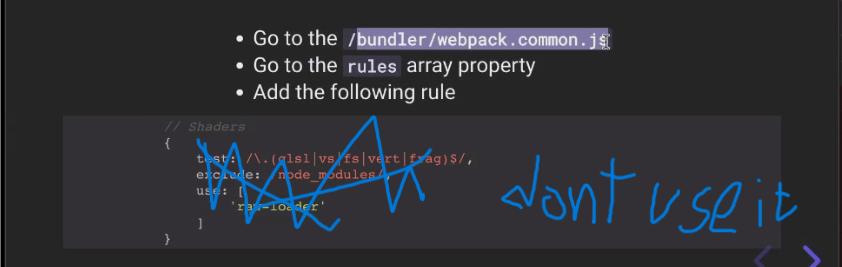 Go to the /bundler/webpack.common.js
Go to the rules array property
Add the following rule
// Shaders
{
test: /\.(glsl|vs|fs|vert|frag)$/,
exclude: /node_modules/,
use: [
'raw-loader'
]
}
dont use it